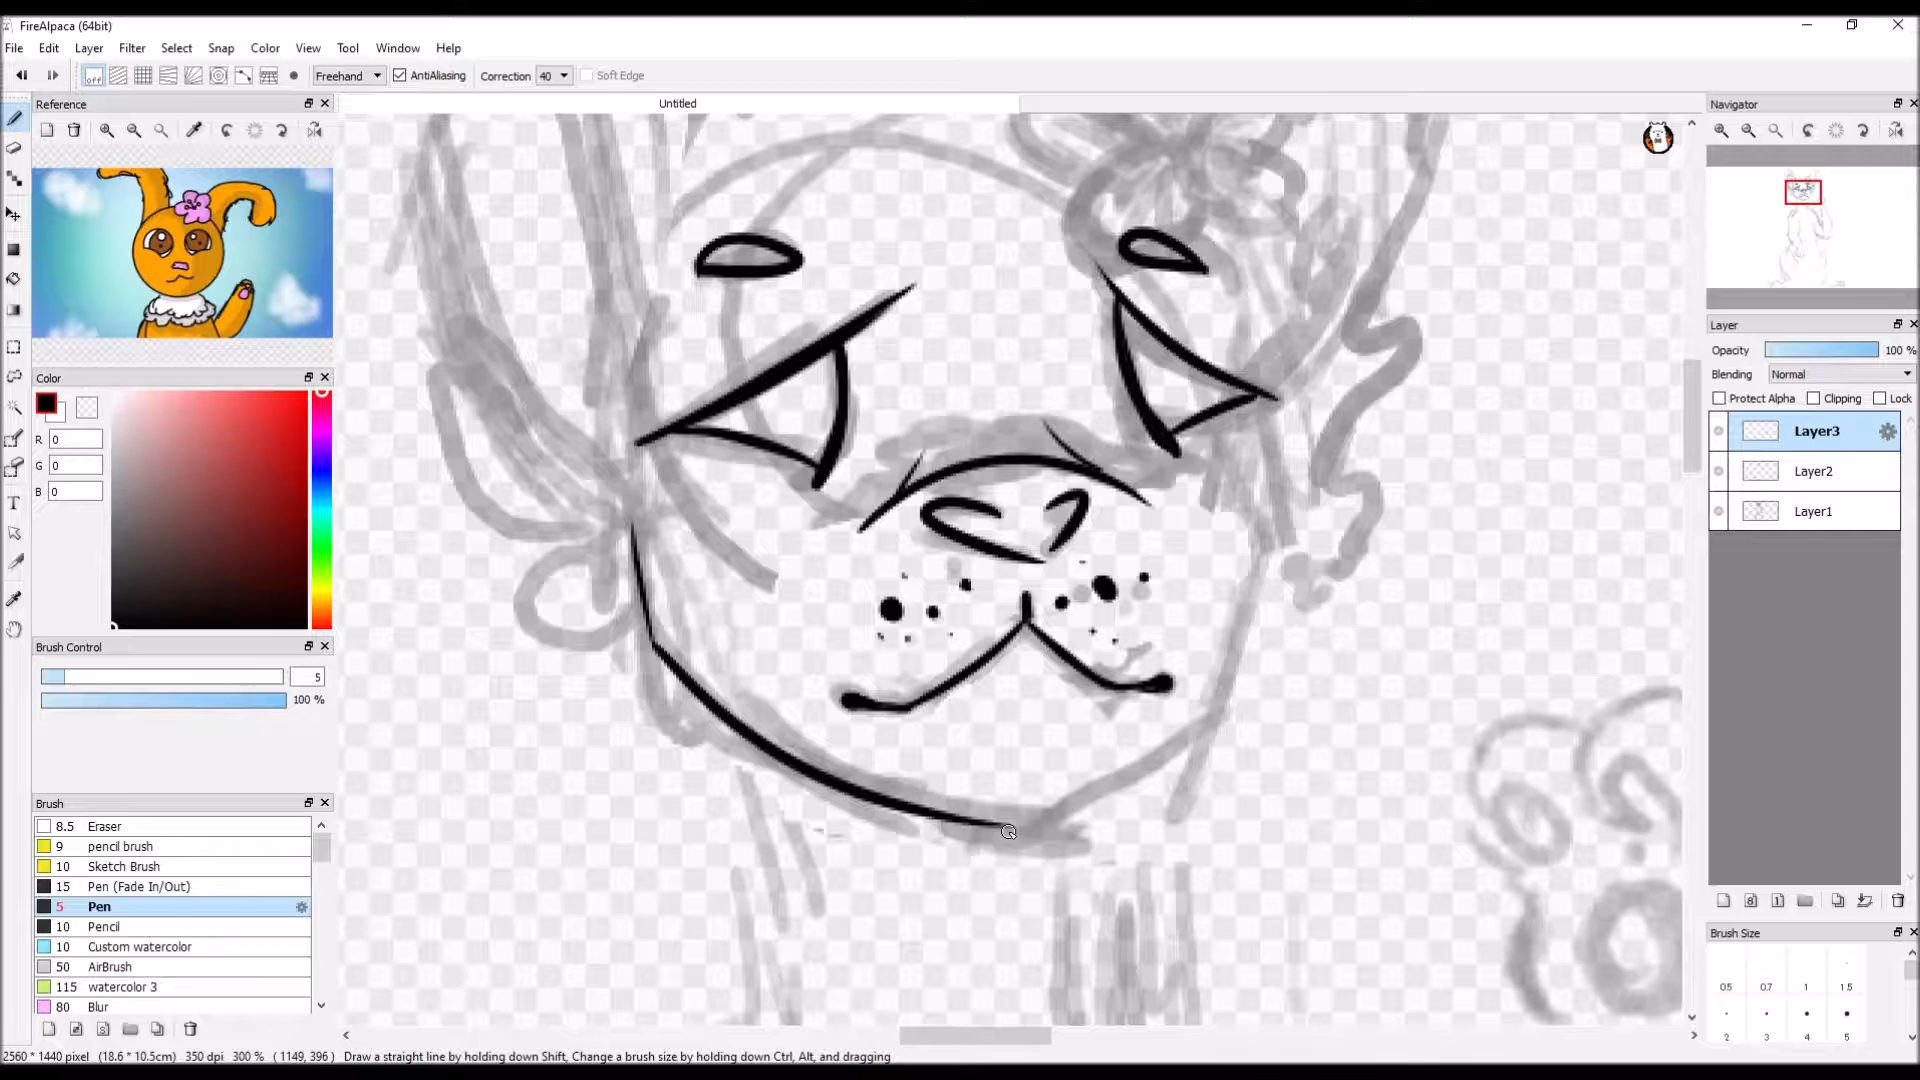 FireAlpaca (64bit)
File Edit Layer Filter Select Snap Color View Tool Window Help
off Freehand AntiAliasing Correction 40 Soft Edge
Reference
Untitled
Navigator
Color
R 0
G 0
B 0
Brush Control
5
100 %
Brush
8.5 Eraser
9 pencil brush
10 Sketch Brush
15 Pen (Fade In/Out)
5 Pen
10 Pencil
10 Custom watercolor
50 AirBrush
115 watercolor 3
80 Blur
Layer
Opacity 100 %
Blending Normal
Protect Alpha Clipping Lock
Layer3
Layer2
Layer1
Brush Size
0.5 0.7 1 1.5
2 3 4 5
2560 * 1440 pixel (18.6 * 10.5cm) 350 dpi 300 % ( 1149, 396 ) Draw a straight line by holding down Shift, Change a brush size by holding down Ctrl, Alt, and dragging